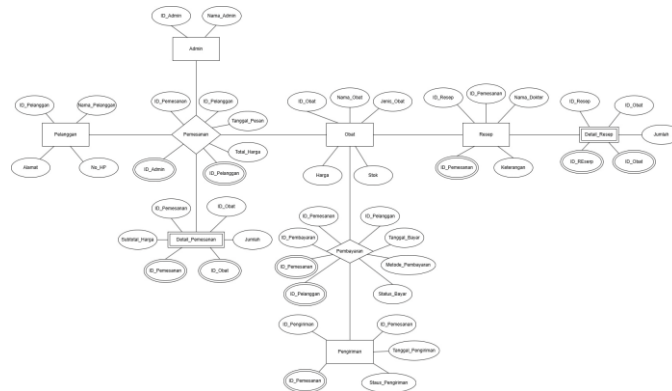 ID_Admin
Nama_Admin
Admin
ID_Pelanggan
Nama_Pelanggan
Pelanggan
Alamat
No_HP
ID_Pemesanan
ID_Pelanggan
Tanggal_Pesan
Pemesanan
Total_Harga
ID_Admin
ID_Pelanggan
ID_Pemesanan
ID_Obat
Subtotal_Harga
Detail_Pemesanan
Jumlah
ID_Pemesanan
ID_Obat
ID_Obat
Nama_Obat
Jenis_Obat
Obat
Harga
Stok
ID_Resep
ID_Pemesanan
Nama_Dokter
Resep
ID_Pemesanan
Keterangan
ID_Resep
ID_Obat
Detail_Resep
Jumlah
ID_REsep
ID_Obat
ID_Pemesanan
ID_Pelanggan
ID_Pembayaran
Tanggal_Bayar
Pembayaran
ID_Pemesanan
Metode_Pembayaran
ID_Pelanggan
Status_Bayar
ID_Pengiriman
ID_Pemesanan
Pengiriman
Tanggal_Pengiriman
ID_Pemesanan
Staus_Pengiriman